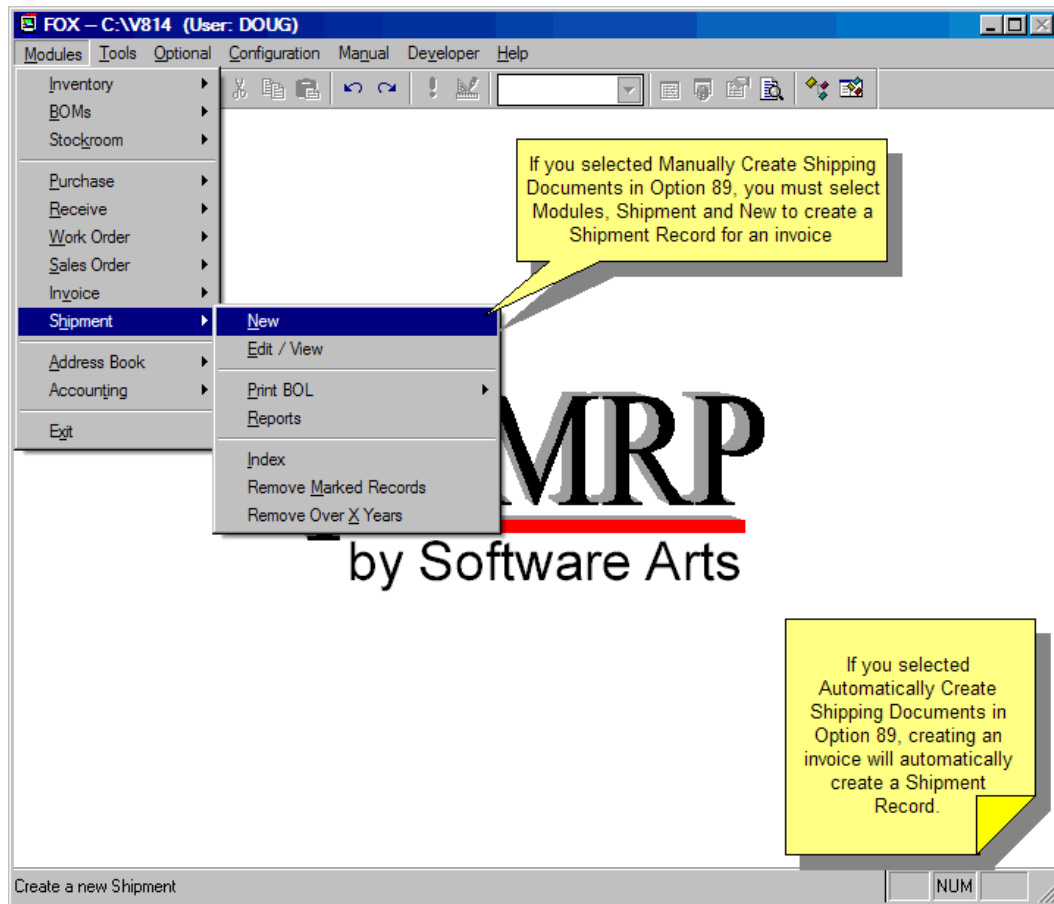 FOX – C:\V814 (User: DOUG)
Modules Tools Optional Configuration Manual Developer Help
Inventory
BOMs
Stockroom
Purchase
Receive
Work Order
Sales Order
Invoice
Shipment
Address Book
Accounting
Exit
New
Edit / View
Print BOL
Reports
Index
Remove Marked Records
Remove Over X Years
If you selected Manually Create Shipping
Documents in Option 89, you must select
Modules, Shipment and New to create a
Shipment Record for an invoice
MRP
by Software Arts
If you selected
Automatically Create
Shipping Documents in
Option 89, creating an
invoice will automatically
create a Shipment
Record.
Create a new Shipment
NUM